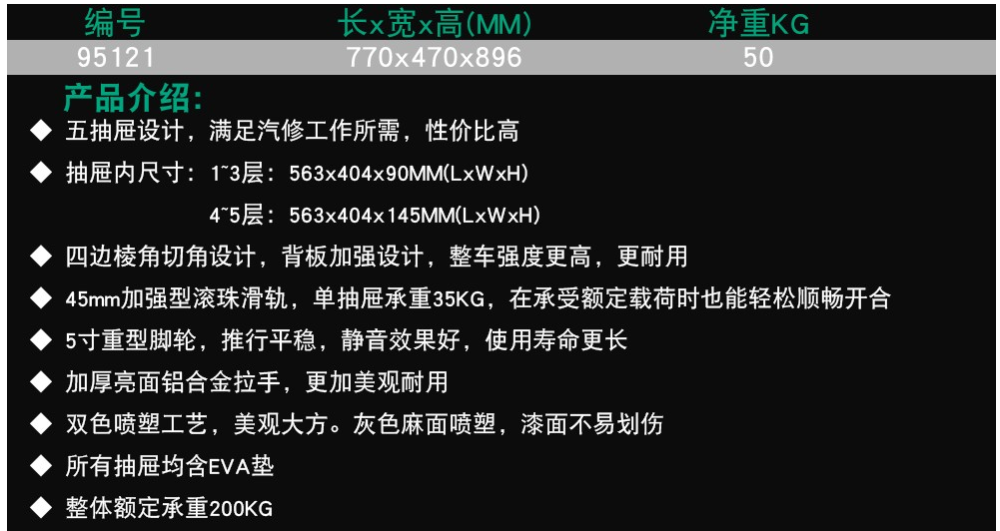 编号 长x宽x高(MM) 净重KG
95121 770x470x896 50
产品介绍:
◆ 五抽屉设计，满足汽修工作所需，性价比高
◆ 抽屉内尺寸：1~3层：563x404x90MM(LxWxH)
4~5层：563x404x145MM(LxWxH)
◆ 四边棱角切角设计，背板加强设计，整车强度更高，更耐用
◆ 45mm加强型滚珠滑轨，单抽屉承重35KG，在承受额定载荷时也能轻松顺畅开合
◆ 5寸重型脚轮，推行平稳，静音效果好，使用寿命更长
◆ 加厚亮面铝合金拉手，更加美观耐用
◆ 双色喷塑工艺，美观大方。灰色麻面喷塑，漆面不易划伤
◆ 所有抽屉均含EVA垫
◆ 整体额定承重200KG